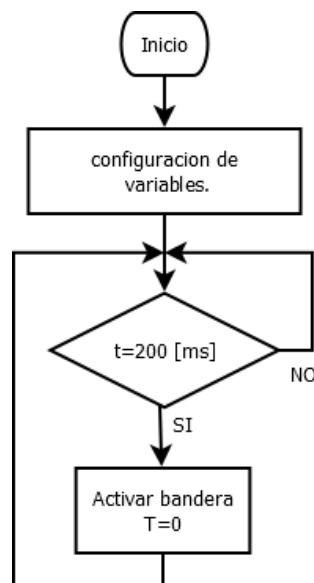 Inicio
configuracion de
variables.
t=200 [ms]
NO
SI
Activar bandera
T=0